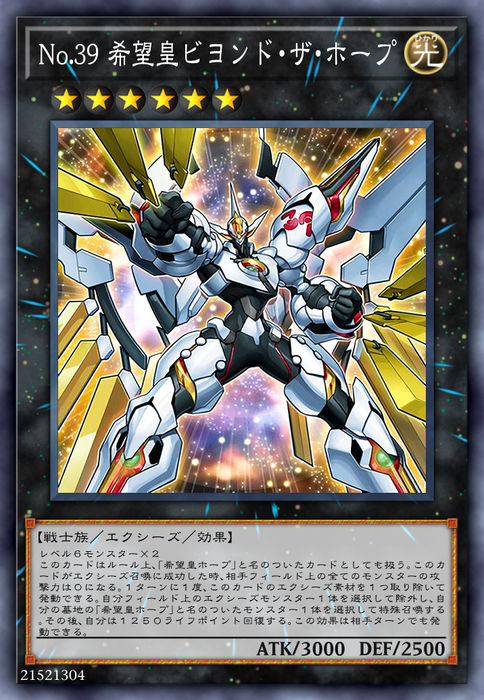 No.39 希望皇ビヨンド・ザ・ホープ
ひかり
光
39
【戦士族／エクシーズ／効果】
レベル６モンスター×２
このカードはルール上、「希望皇ホープ」と名のついたカードとしても扱う。このカ
ードがエクシーズ召喚に成功した時、相手フィールド上の全てのモンスターの攻
撃力は０になる。１ターンに１度、このカードのエクシーズ素材を１つ取り除いて
発動できる。自分フィールド上のエクシーズモンスター１体を選択して除外し、自
分の墓地の「希望皇ホープ」と名のついたモンスター１体を選択して特殊召喚する
。その後、自分は１２５０ライフポイント回復する。この効果は相手ターンでも発
動できる。
ATK/3000 DEF/2500
21521304